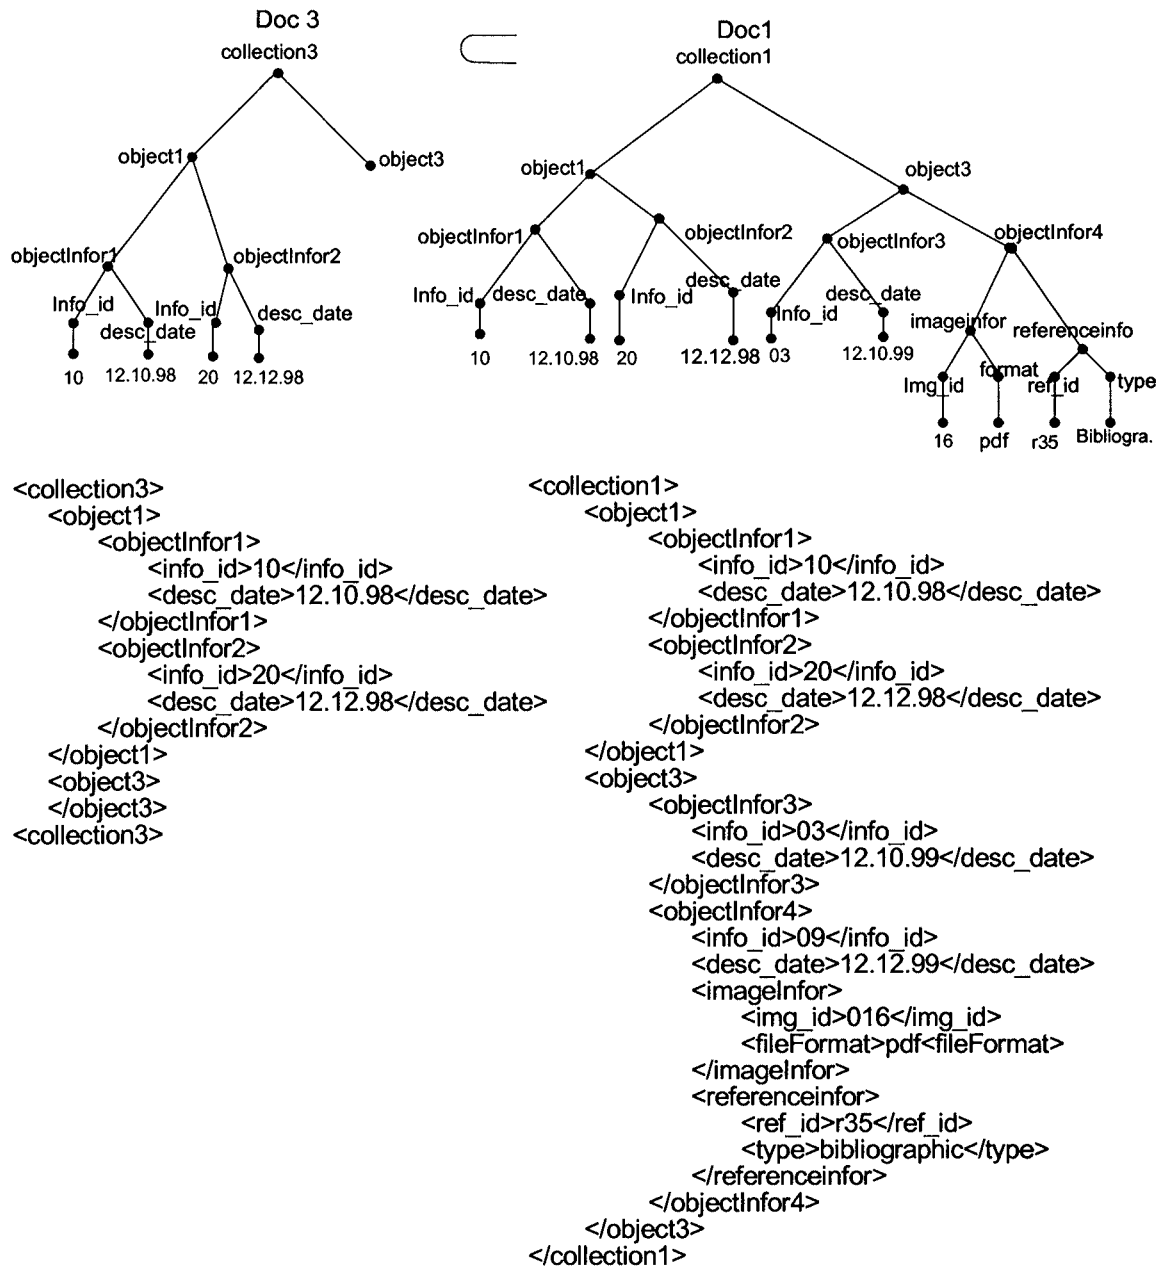 Doc 3
collection3
object1
object3
objectInfor1
objectInfor2
Info_id
desc_date
Info_id
desc_date
10
12.10.98
20
12.12.98
Doc1
collection1
object1
object3
objectInfor1
objectInfor2
objectInfor3
objectInfor4
Info_id
desc_date
Info_id
desc_date
Info_id
desc_date
imageinfor
referenceinfo
10
12.10.98
20
12.12.98
03
12.10.99
Img_id
format
ref_id
type
16
pdf
r35
Bibliogra.
<collection3>
<object1>
<objectInfor1>
<info_id>10</info_id>
<desc_date>12.10.98</desc_date>
</objectInfor1>
<objectInfor2>
<info_id>20</info_id>
<desc_date>12.12.98</desc_date>
</objectInfor2>
</object1>
<object3>
</object3>
<collection3>
<collection1>
<object1>
<objectInfor1>
<info_id>10</info_id>
<desc_date>12.10.98</desc_date>
</objectInfor1>
<objectInfor2>
<info_id>20</info_id>
<desc_date>12.12.98</desc_date>
</objectInfor2>
</object1>
<object3>
<objectInfor3>
<info_id>03</info_id>
<desc_date>12.10.99</desc_date>
</objectInfor3>
<objectInfor4>
<info_id>09</info_id>
<desc_date>12.12.99</desc_date>
<imageInfor>
<img_id>016</img_id>
<fileFormat>pdf<fileFormat>
</imageInfor>
<referenceinfor>
<ref_id>r35</ref_id>
<type>bibliographic</type>
</referenceinfor>
</objectInfor4>
</object3>
</collection1>